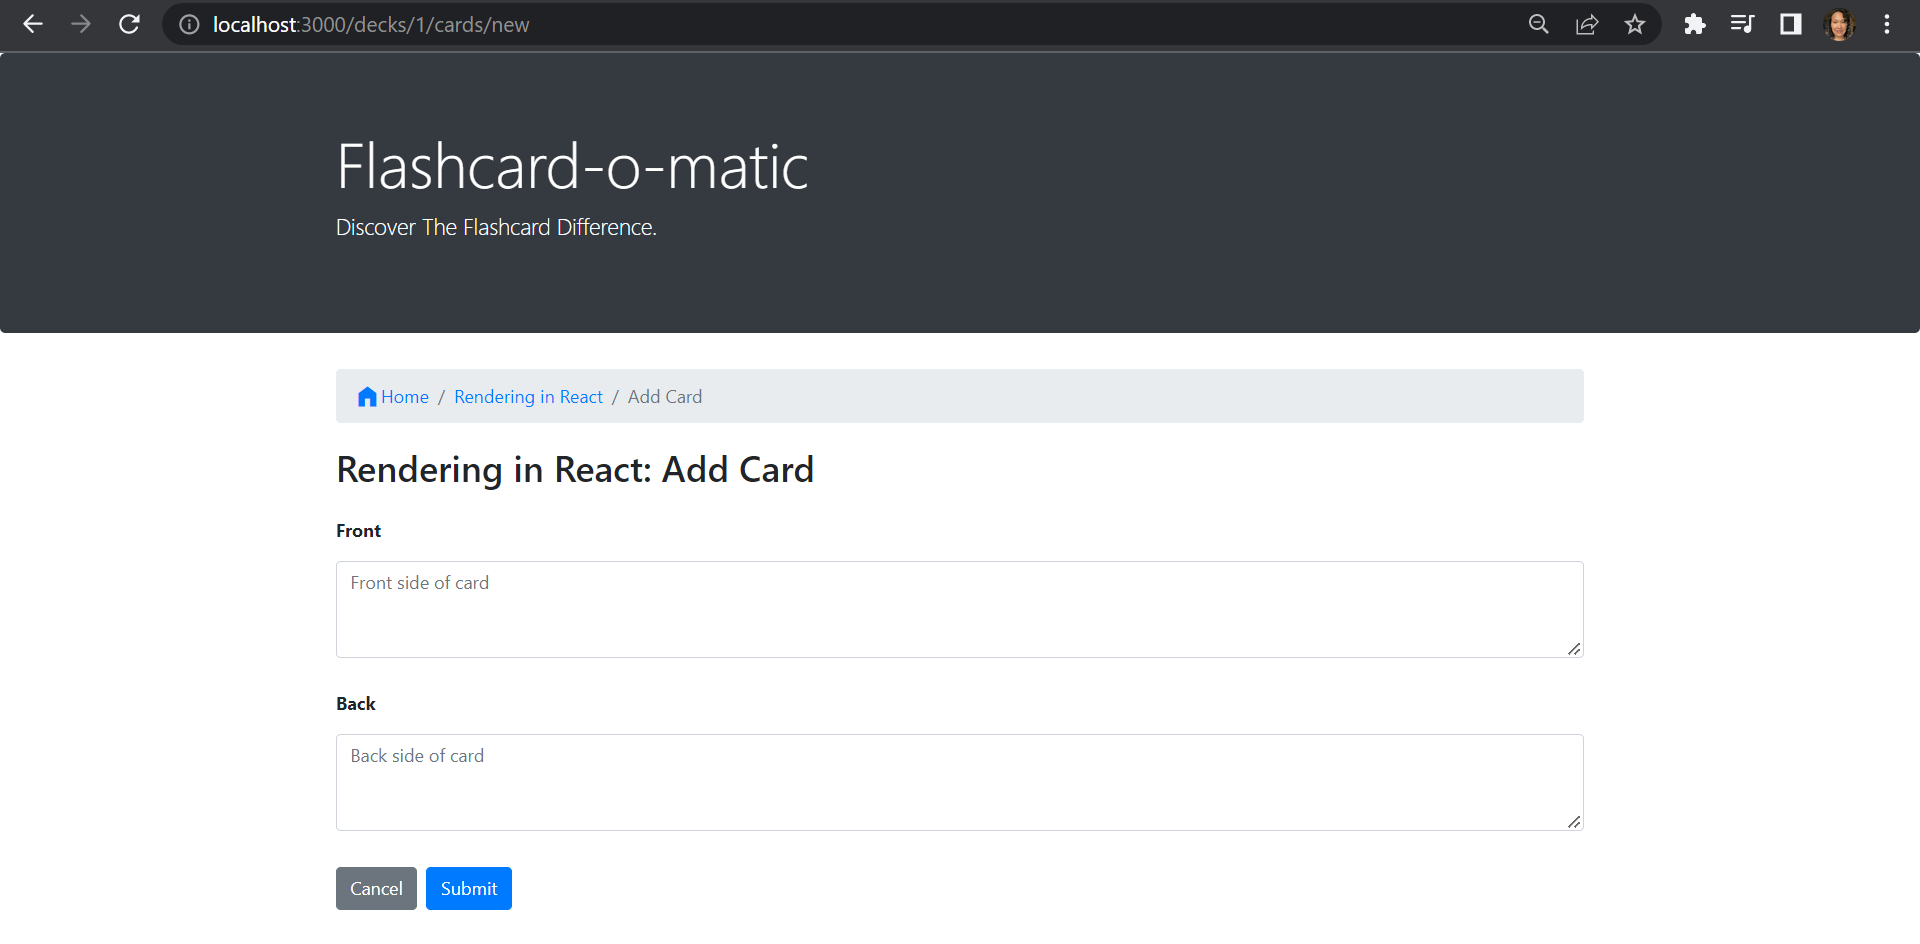 localhost:3000/decks/1/cards/new
Flashcard-o-matic
Discover The Flashcard Difference.
Home / Rendering in React / Add Card
Rendering in React: Add Card
Front
Front side of card
Back
Back side of card
Cancel Submit